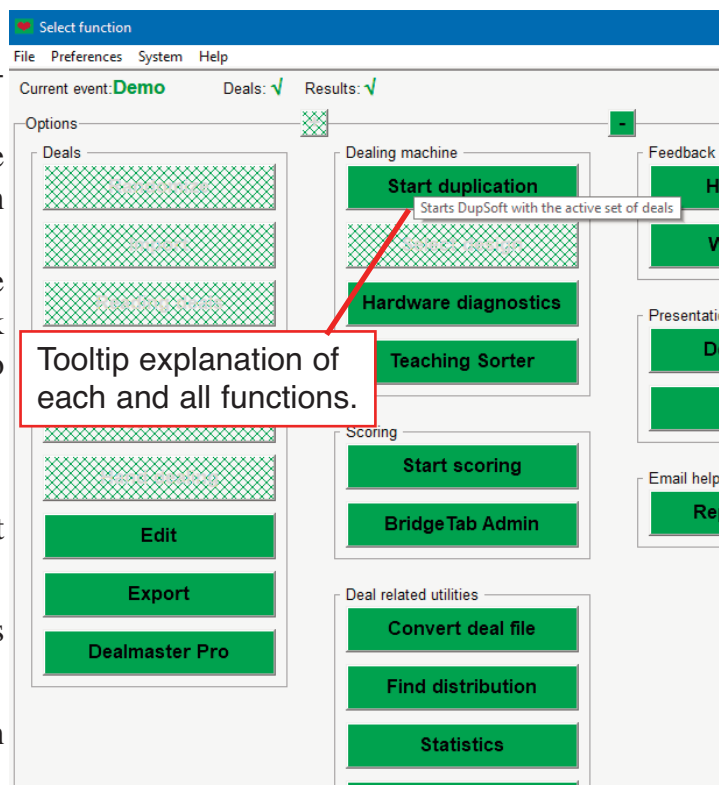 Select function
File Preferences System Help
Current event:Demo Deals: √ Results: √
Options
-
Deals
Edit
Export
Dealmaster Pro
Dealing machine
Start duplication
Starts DupSoft with the active set of deals
Hardware diagnostics
Teaching Sorter
Tooltip explanation of
each and all functions.
Scoring
Start scoring
BridgeTab Admin
Deal related utilities
Convert deal file
Find distribution
Statistics
Feedback
H
W
Presentati
D
Email help
Re